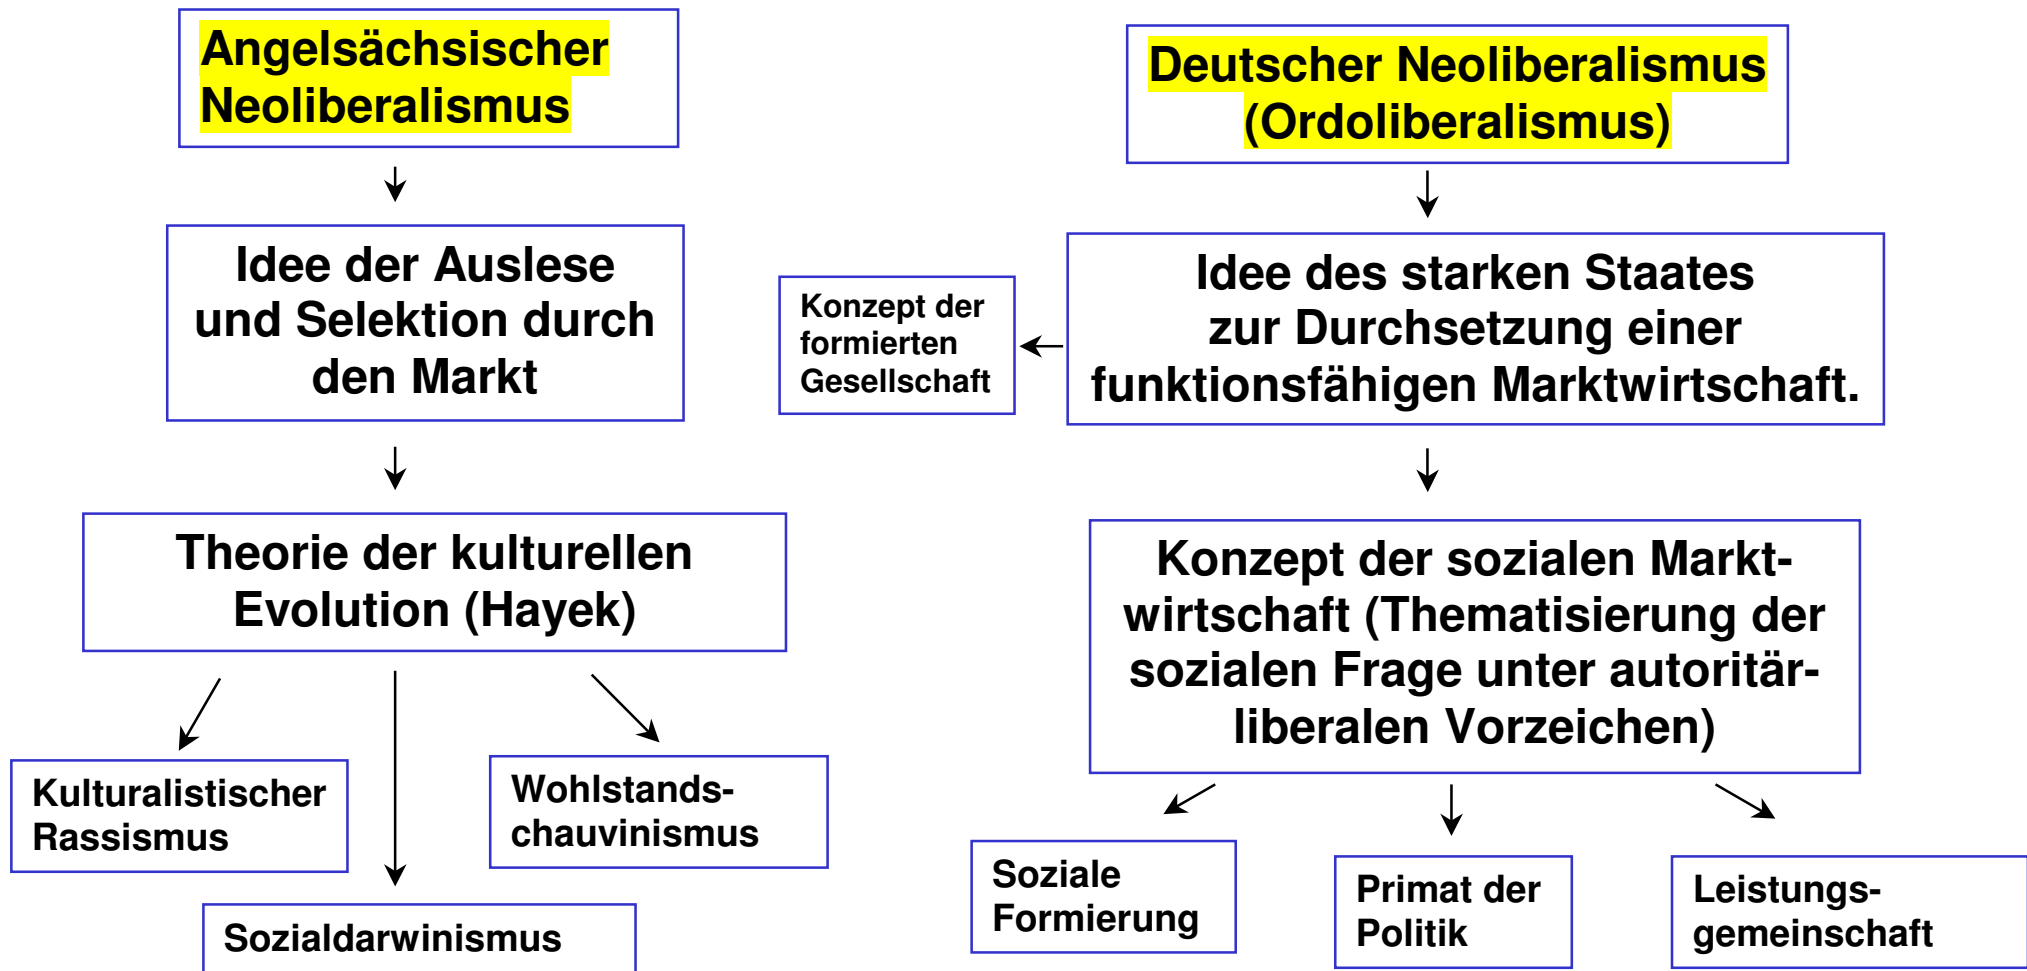 Angelsächsischer
Neoliberalismus
Idee der Auslese
und Selektion durch
den Markt
Theorie der kulturellen
Evolution (Hayek)
Kulturalistischer
Rassismus
Wohlstands-
chauvinismus
Sozialdarwinismus
Deutscher Neoliberalismus
(Ordoliberalismus)
Idee des starken Staates
zur Durchsetzung einer
funktionsfähigen Marktwirtschaft.
Konzept der
formierten
Gesellschaft
Konzept der sozialen Markt-
wirtschaft (Thematisierung der
sozialen Frage unter autoritär-
liberalen Vorzeichen)
Soziale
Formierung
Primat der
Politik
Leistungs-
gemeinschaft